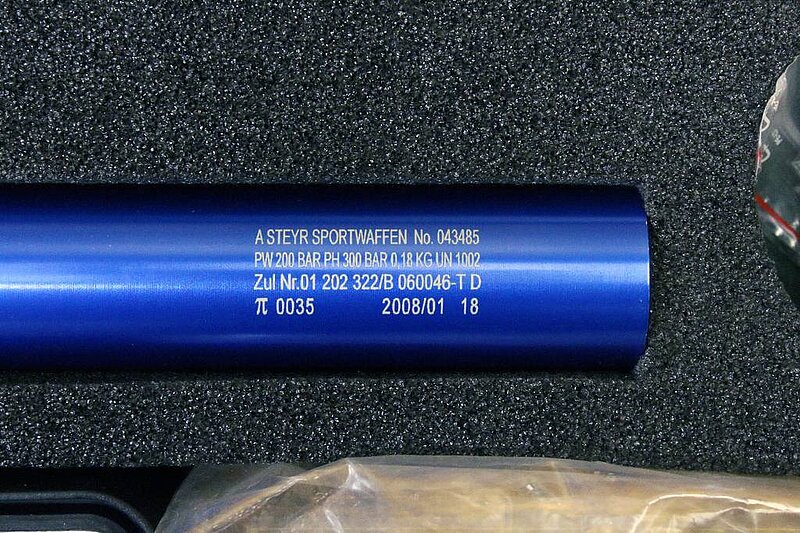 A STEYR SPORTWAFFEN No. 043485
PW 200 BAR PH 300 BAR 0,18 KG UN 1002
Zul Nr.01 202 322/B 060046-T D
π 0035 2008/01 18